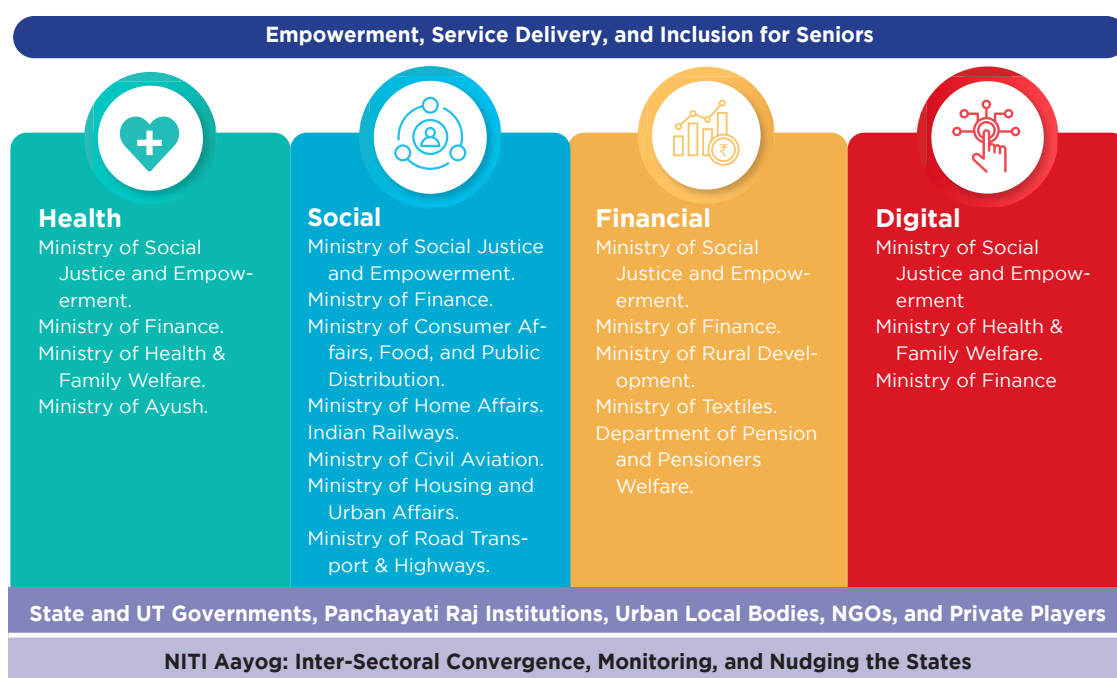 Empowerment, Service Delivery, and Inclusion for Seniors
Health
Ministry of Social
Justice and Empow-
erment.
Ministry of Finance.
Ministry of Health &
Family Welfare.
Ministry of Ayush.
Social
Ministry of Social Justice
and Empowerment.
Ministry of Finance.
Ministry of Consumer Af-
fairs, Food, and Public
Distribution.
Ministry of Home Affairs.
Indian Railways.
Ministry of Civil Aviation.
Ministry of Housing and
Urban Affairs.
Ministry of Road Trans-
port & Highways.
₹
Financial
Ministry of Social
Justice and Empow-
erment.
Ministry of Finance.
Ministry of Rural Devel-
opment.
Ministry of Textiles.
Department of Pension
and Pensioners
Welfare.
Digital
Ministry of Social
Justice and Empow-
erment
Ministry of Health &
Family Welfare.
Ministry of Finance
State and UT Governments, Panchayati Raj Institutions, Urban Local Bodies, NGOs, and Private Players
NITI Aayog: Inter-Sectoral Convergence, Monitoring, and Nudging the States